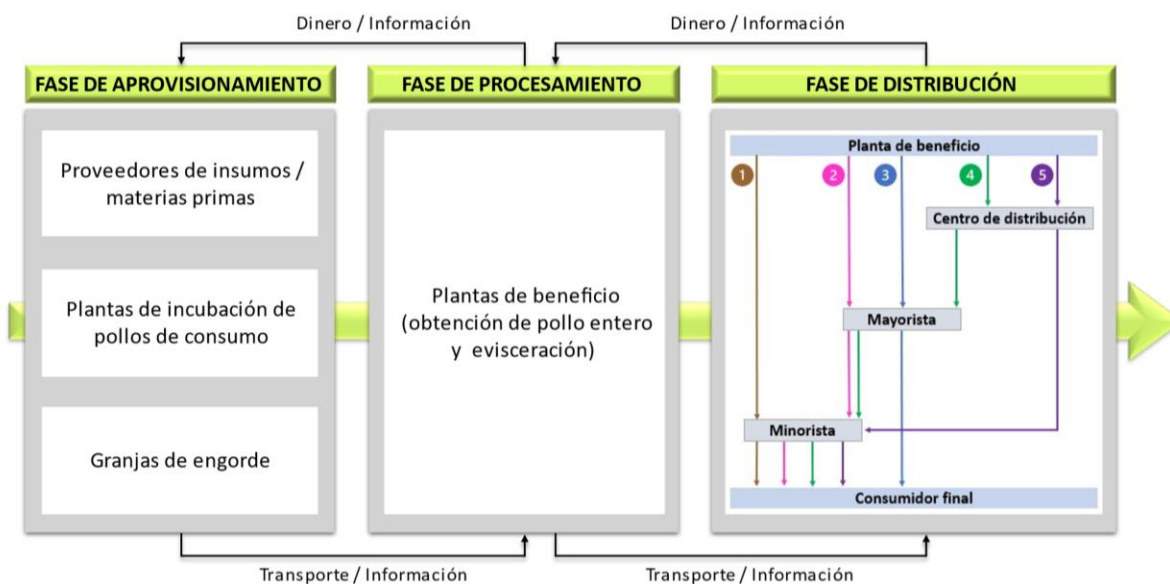 Dinero / Información
Dinero / Información
FASE DE APROVISIONAMIENTO
FASE DE PROCESAMIENTO
FASE DE DISTRIBUCIÓN
Proveedores de insumos /
materias primas
Plantas de incubación de
pollos de consumo
Granjas de engorde
Plantas de beneficio
(obtención de pollo entero
y evisceración)
Planta de beneficio
1
2
3
4
5
Centro de distribución
Mayorista
Minorista
Consumidor final
Transporte / Información
Transporte / Información